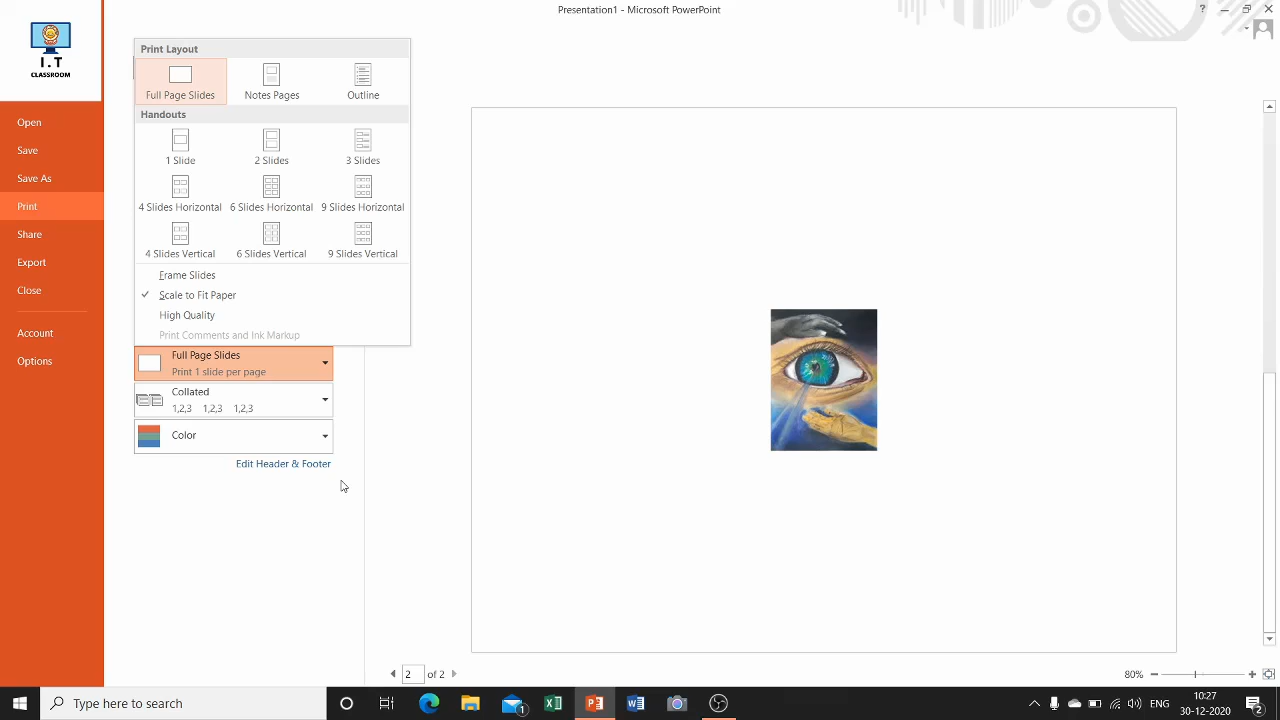 Presentation1 - Microsoft PowerPoint
?
I.T
CLASSROOM
Open
Save
Save As
Print
Share
Export
Close
Account
Options
Print Layout
Full Page Slides
Notes Pages
Outline
Handouts
1 Slide
2 Slides
3 Slides
4 Slides Horizontal
6 Slides Horizontal
9 Slides Horizontal
4 Slides Vertical
6 Slides Vertical
9 Slides Vertical
Frame Slides
Scale to Fit Paper
High Quality
Print Comments and Ink Markup
Full Page Slides
Print 1 slide per page
Collated
1,2,3 1,2,3 1,2,3
Color
Edit Header & Footer
2 of 2
80%
Type here to search
1
ENG
10:27
30-12-2020
2